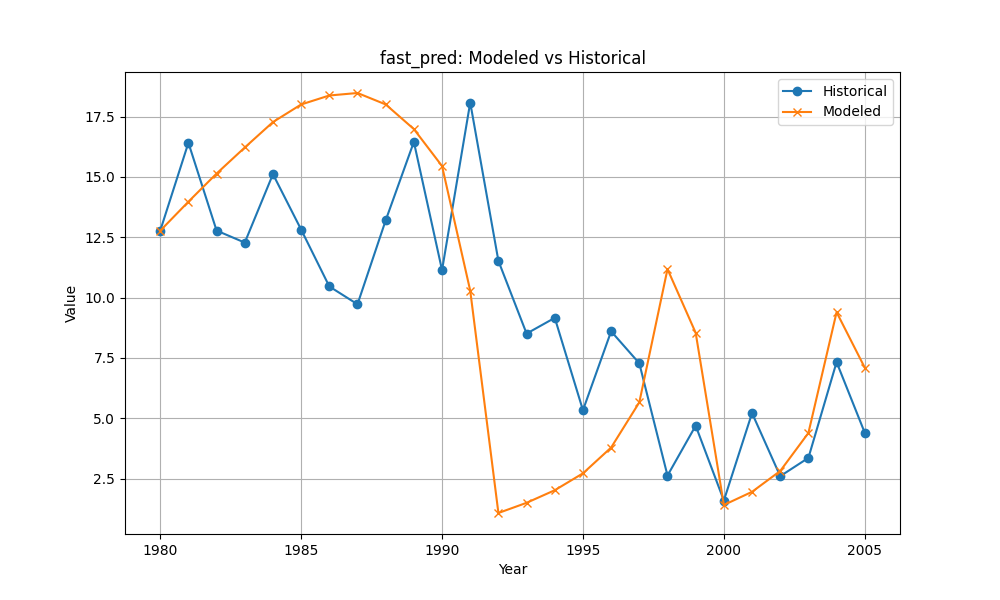 fast_pred: Modeled vs Historical
Historical
Modeled
17.5
15.0
12.5
10.0
7.5
5.0
2.5
Value
1980 1985 1990 1995 2000 2005
Year